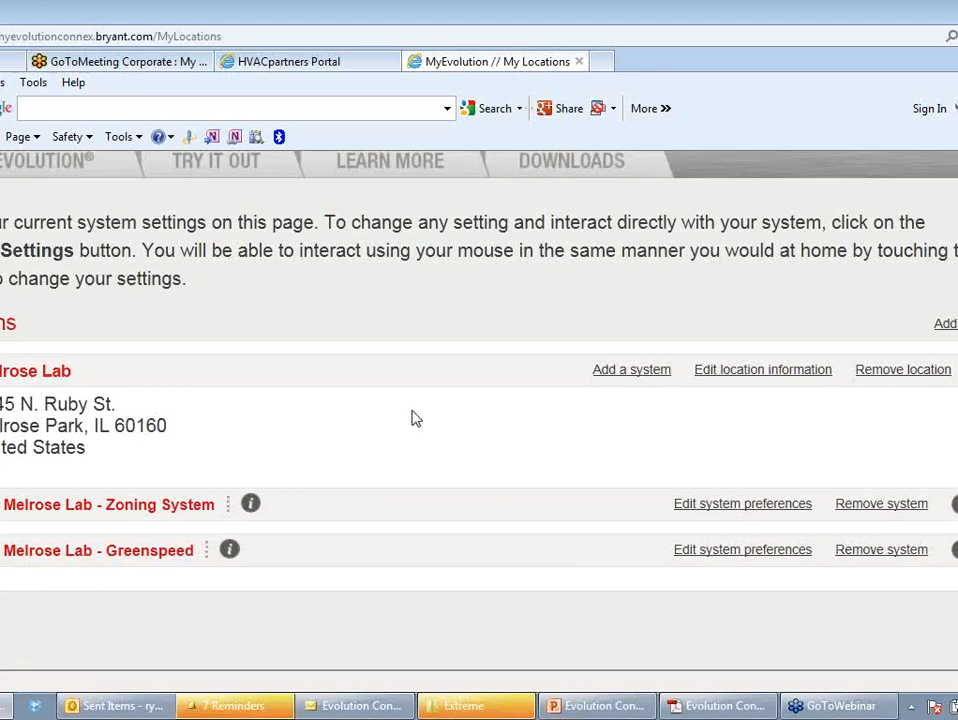 nyevolutionconnex.bryant.com/MyLocations
GoToMeeting Corporate : My ...
HVACpartners Portal
MyEvolution // My Locations
s Tools Help
gle Search Share More » Sign In
Page Safety Tools
EVOLUTION® TRY IT OUT LEARN MORE DOWNLOADS
r current system settings on this page. To change any setting and interact directly with your system, click on the
Settings button. You will be able to interact using your mouse in the same manner you would at home by touching t
o change your settings.
ns Add
lrose Lab Add a system Edit location information Remove location
45 N. Ruby St.
lrose Park, IL 60160
ted States
Melrose Lab - Zoning System i Edit system preferences Remove system
Melrose Lab - Greenspeed i Edit system preferences Remove system
Sent Items - ry... 7 Reminders Evolution Con... Extreme Evolution Con... Evolution Con... GoToWebinar